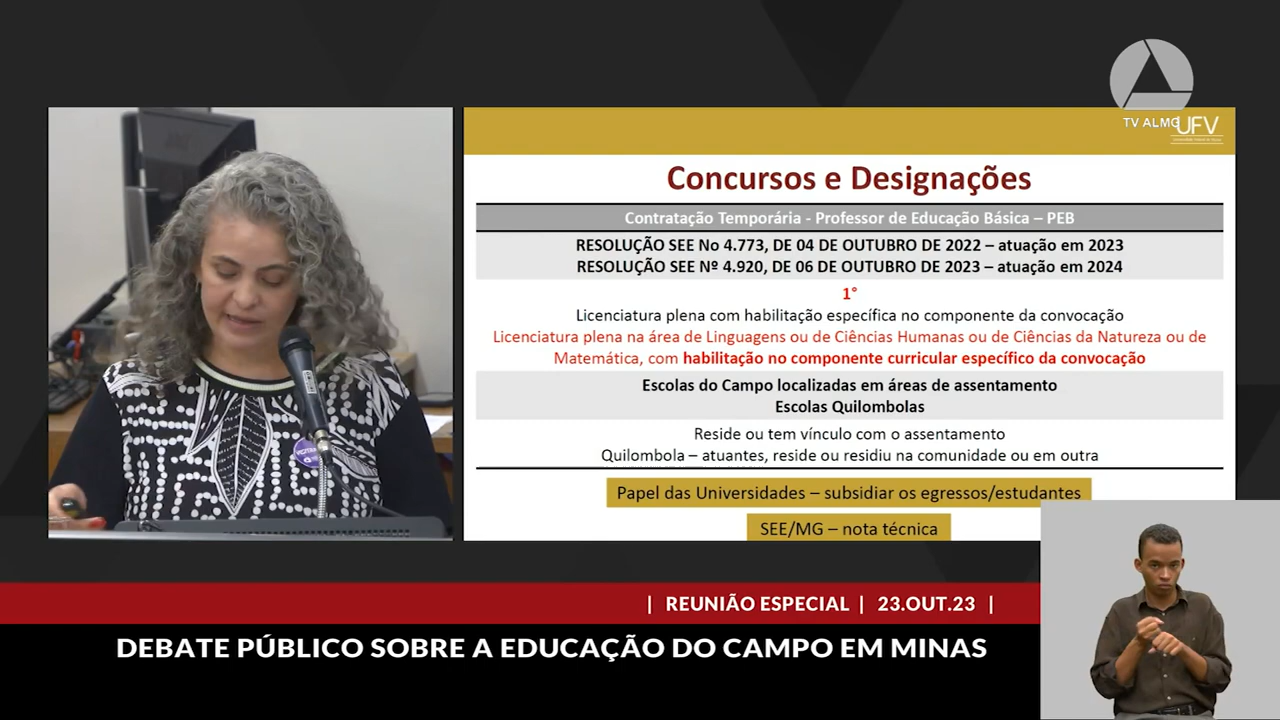 TV ALMG
UFV
Concursos e Designações
Contratação Temporária - Professor de Educação Básica – PEB
RESOLUÇÃO SEE No 4.773, DE 04 DE OUTUBRO DE 2022 – atuação em 2023
RESOLUÇÃO SEE Nº 4.920, DE 06 DE OUTUBRO DE 2023 – atuação em 2024
1°
Licenciatura plena com habilitação específica no componente da convocação
Licenciatura plena na área de Linguagens ou de Ciências Humanas ou de Ciências da Natureza ou de
Matemática, com habilitação no componente curricular específico da convocação
Escolas do Campo localizadas em áreas de assentamento
Escolas Quilombolas
Reside ou tem vínculo com o assentamento
Quilombola – atuantes, reside ou residiu na comunidade ou em outra
Papel das Universidades – subsidiar os egressos/estudantes
SEE/MG – nota técnica
| REUNIÃO ESPECIAL | 23.OUT.23 |
DEBATE PÚBLICO SOBRE A EDUCAÇÃO DO CAMPO EM MINAS